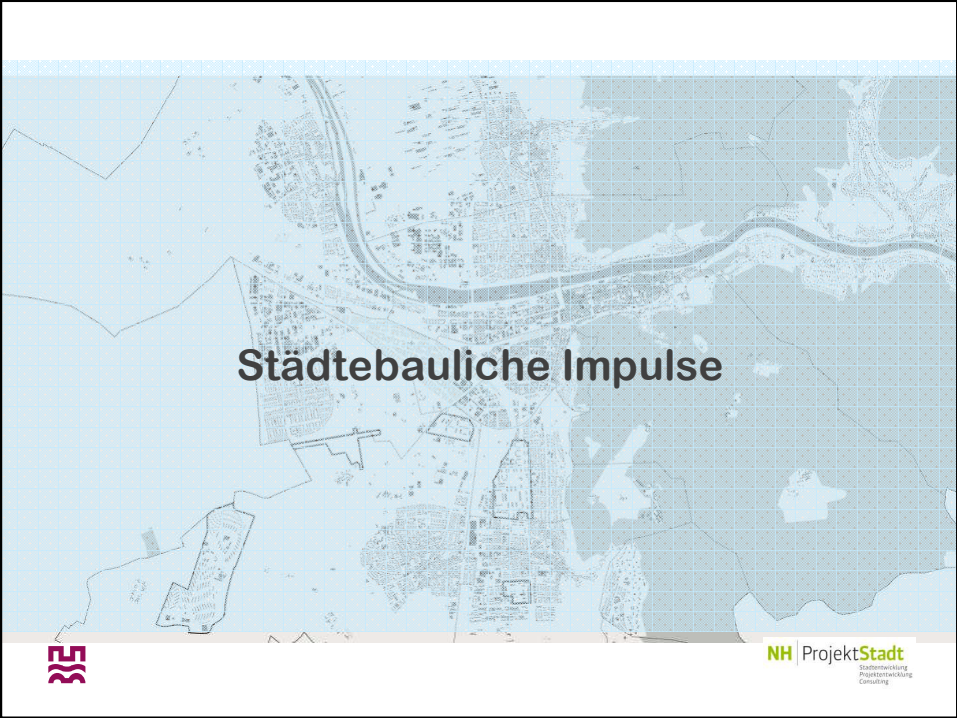 Städtebauliche Impulse
NH ProjektStadt
Stadtentwicklung
Projektentwicklung
Consulting